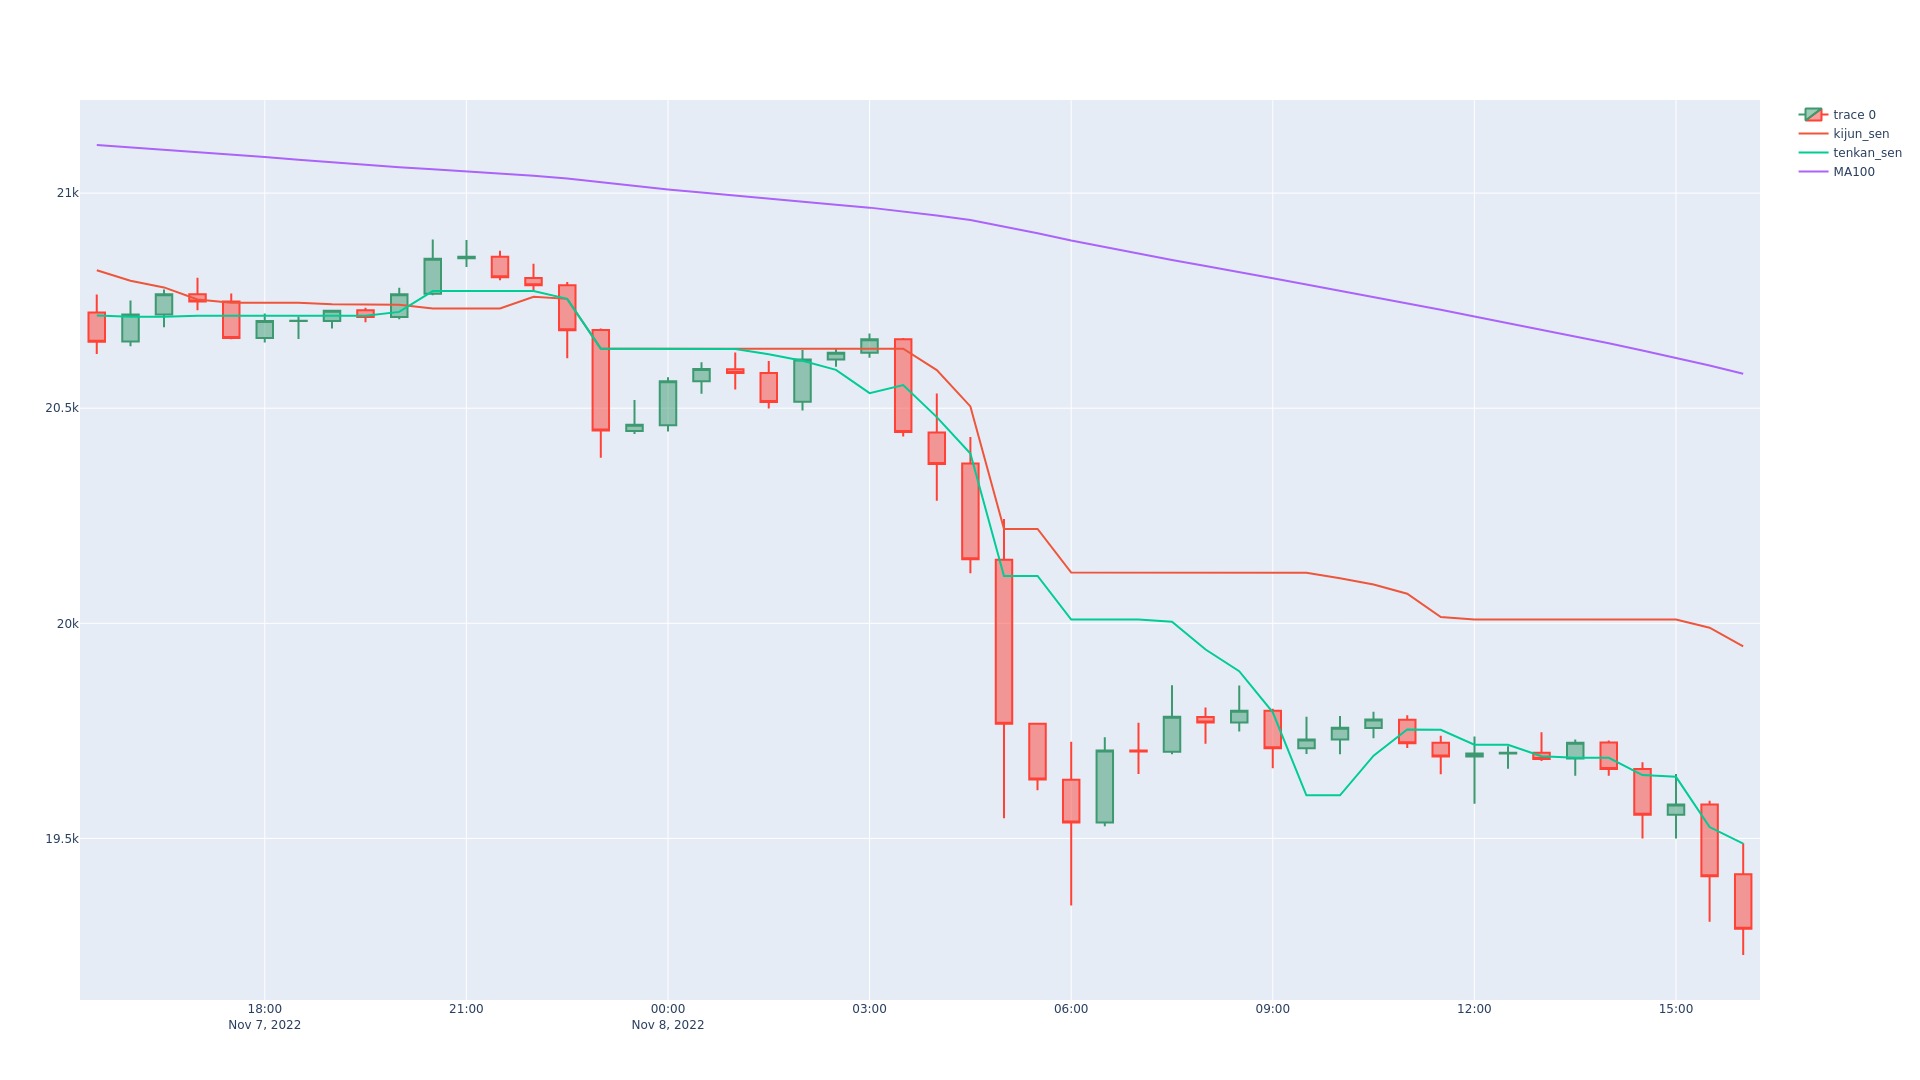 trace 0
kijun_sen
tenkan_sen
MA100
21k
20.5k
20k
19.5k
18:00 21:00 00:00 03:00 06:00 09:00 12:00 15:00
Nov 7, 2022 Nov 8, 2022